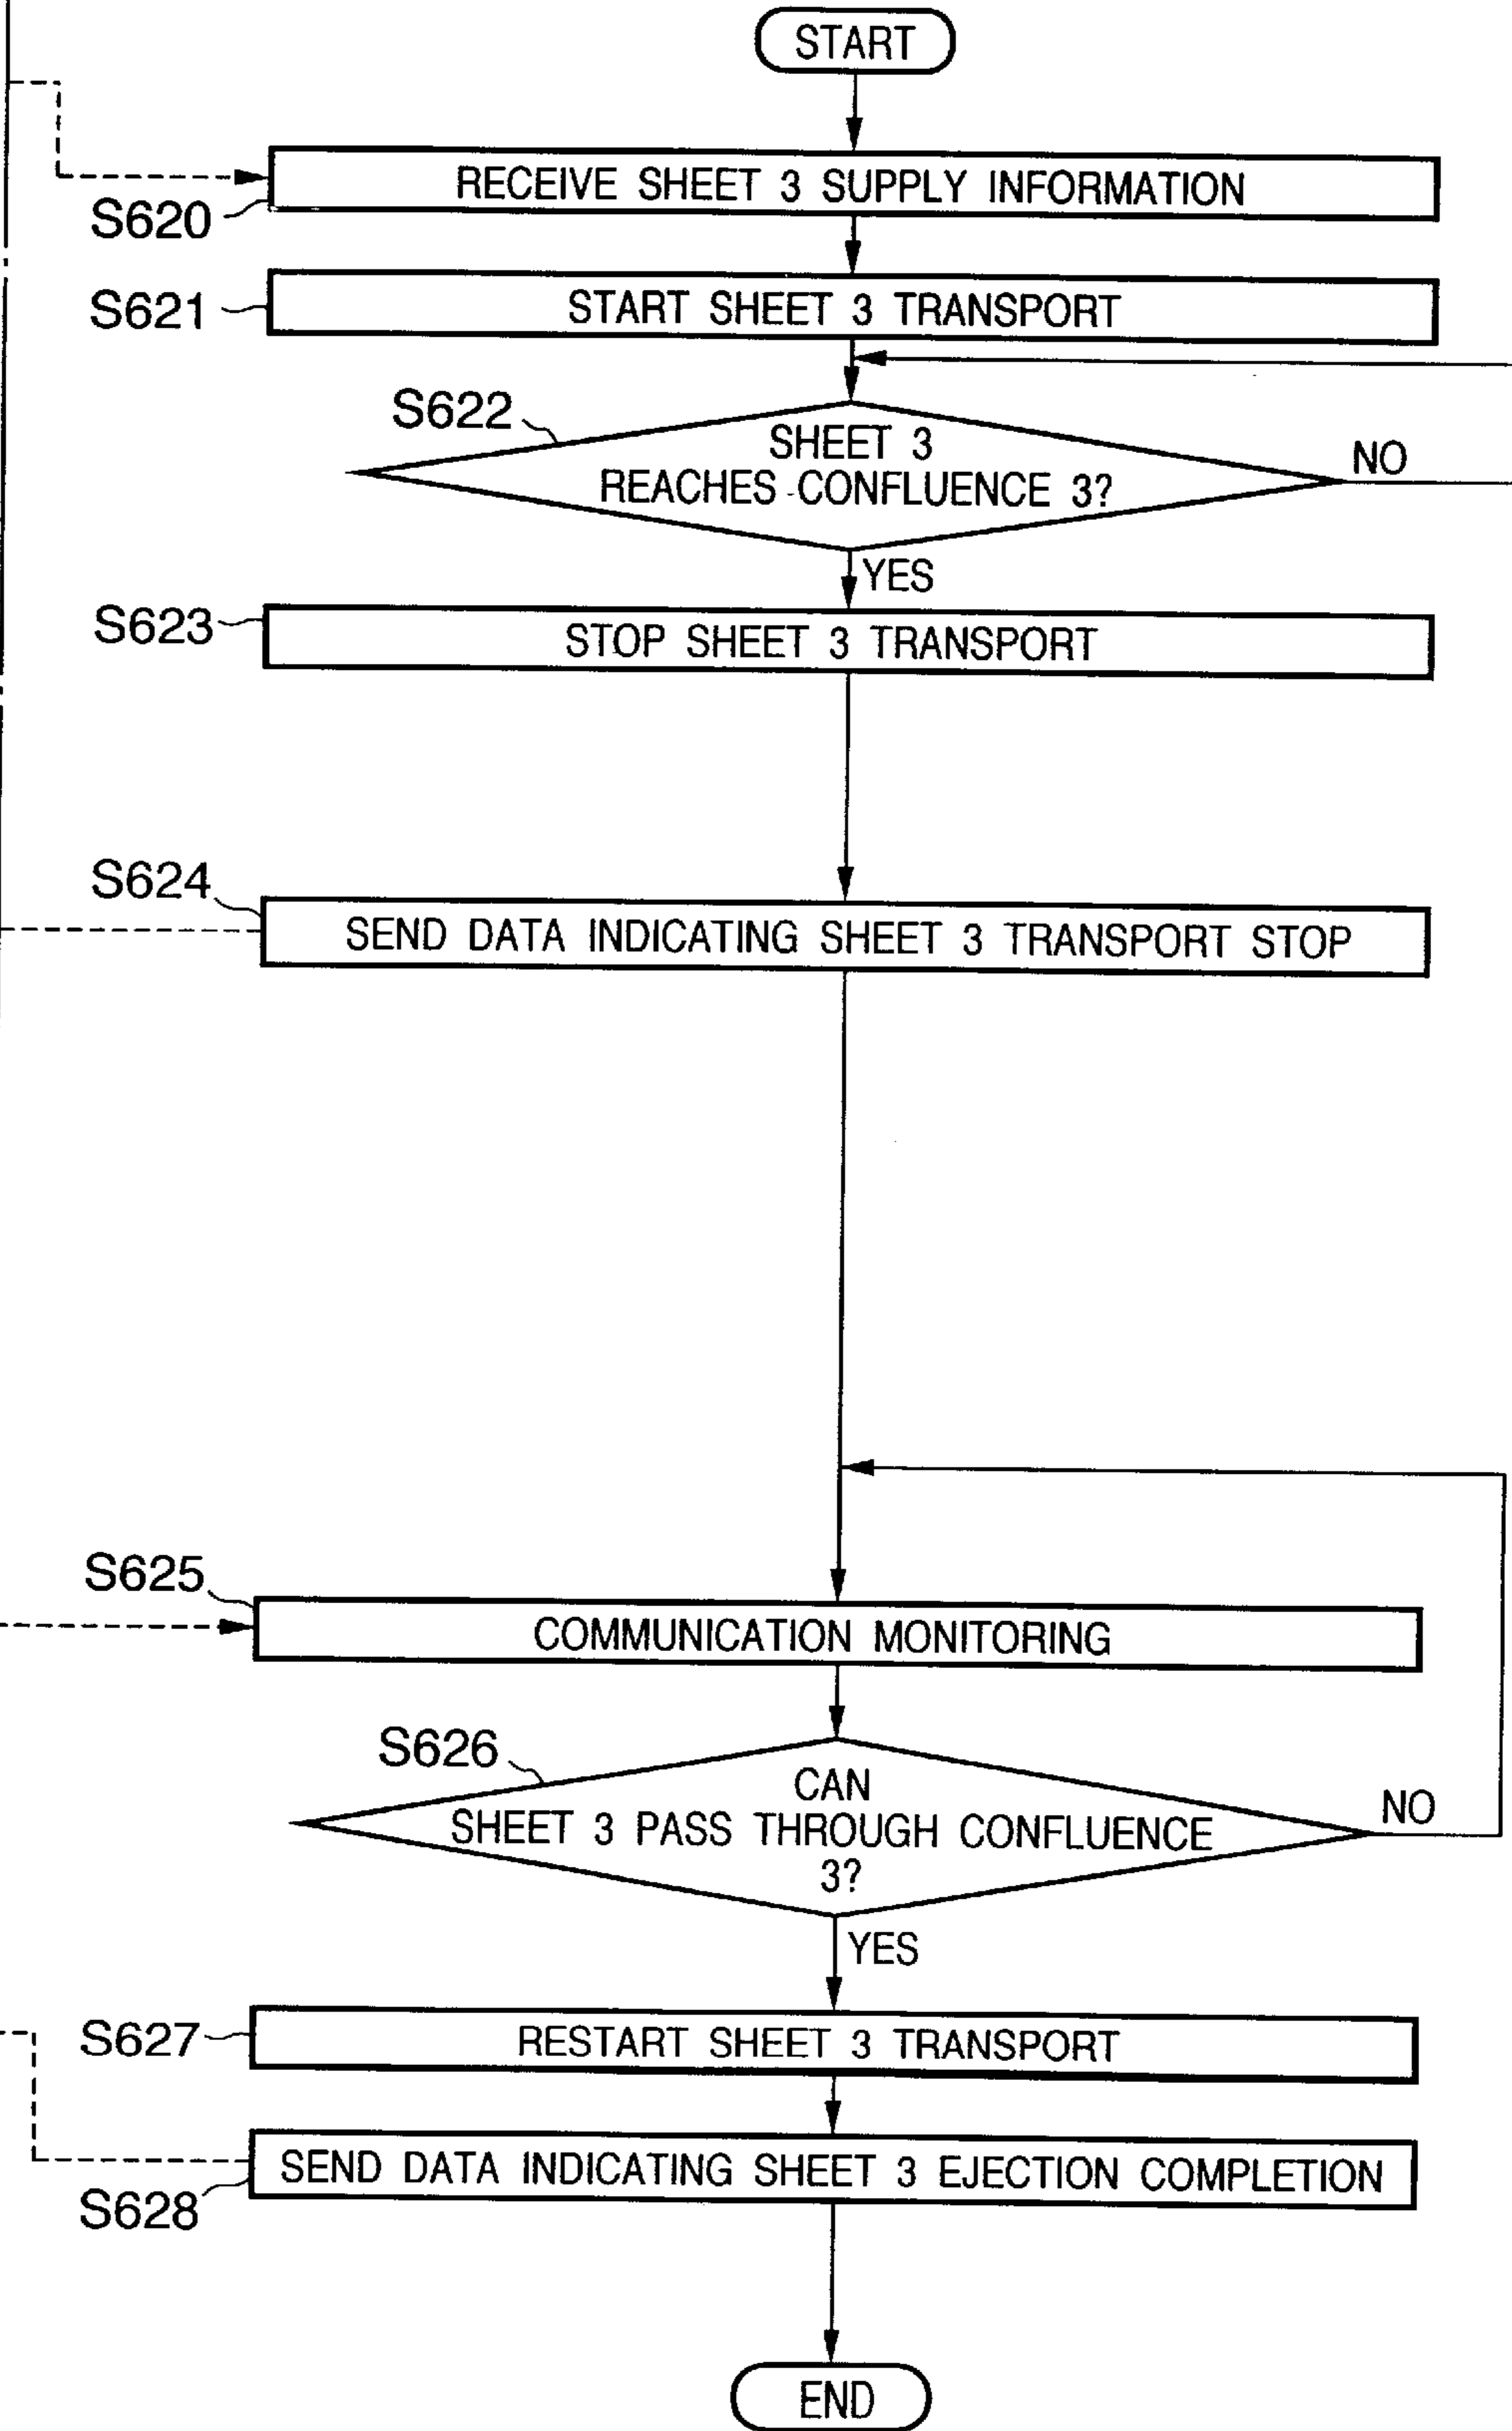 START
RECEIVE SHEET 3 SUPPLY INFORMATION
S620
START SHEET 3 TRANSPORT
S621
S622
SHEET 3
REACHES CONFLUENCE 3?
NO
YES
S623
STOP SHEET 3 TRANSPORT
S624
SEND DATA INDICATING SHEET 3 TRANSPORT STOP
S625
COMMUNICATION MONITORING
S626
CAN
SHEET 3 PASS THROUGH CONFLUENCE
3?
NO
YES
S627
RESTART SHEET 3 TRANSPORT
SEND DATA INDICATING SHEET 3 EJECTION COMPLETION
S628
END